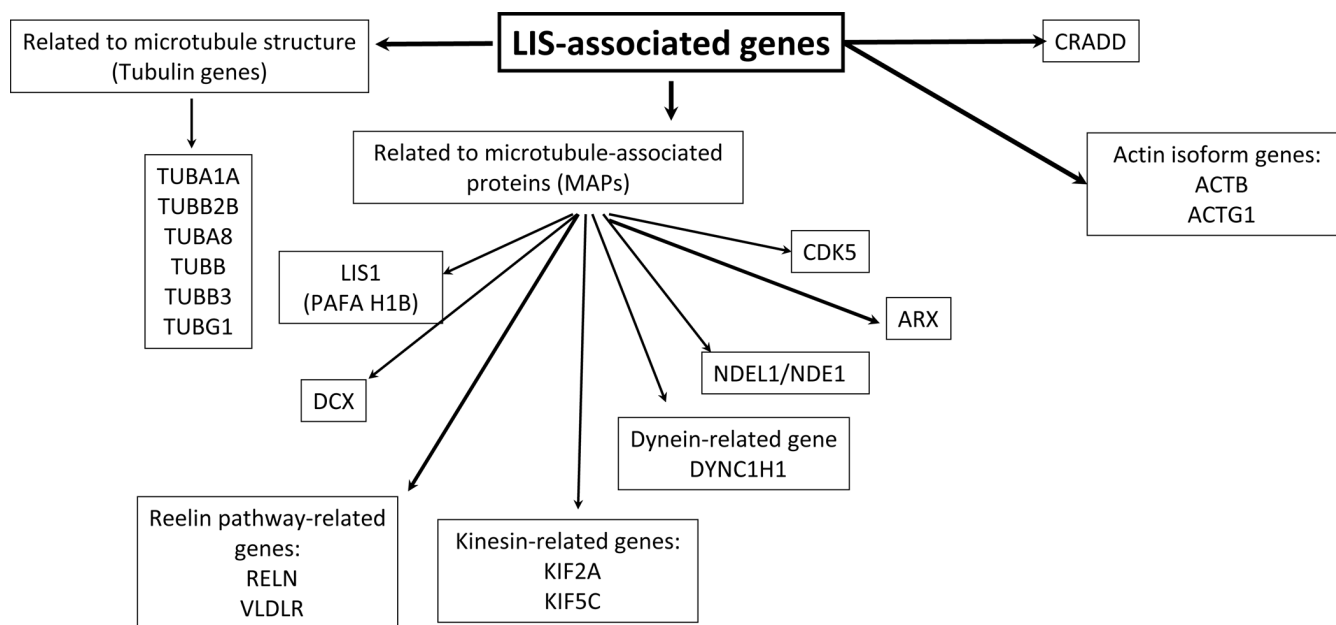 LIS-associated genes
Related to microtubule structure
(Tubulin genes)
TUBA1A
TUBB2B
TUBA8
TUBB
TUBB3
TUBG1
Related to microtubule-associated
proteins (MAPs)
LIS1
(PAFA H1B)
DCX
Reelin pathway-related
genes:
RELN
VLDLR
Kinesin-related genes:
KIF2A
KIF5C
Dynein-related gene
DYNC1H1
NDEL1/NDE1
ARX
CDK5
CRADD
Actin isoform genes:
ACTB
ACTG1